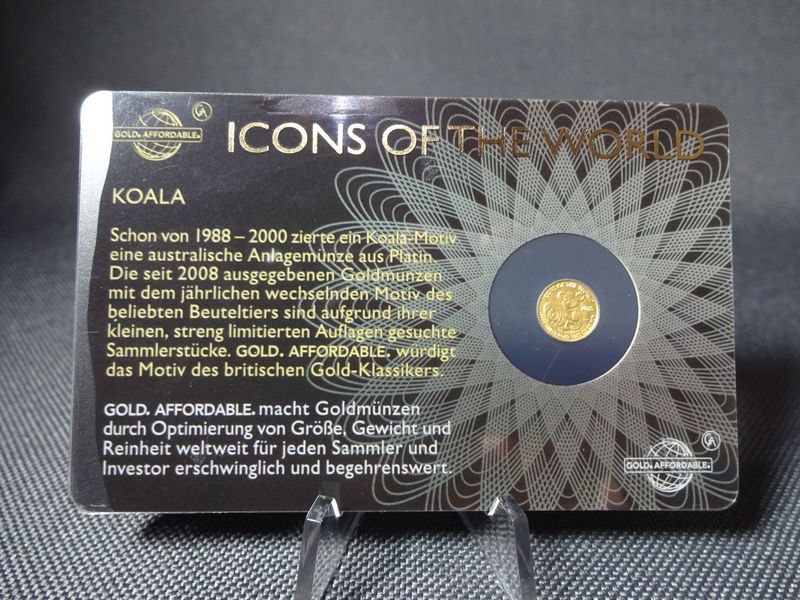 GOLD. AFFORDABLE.
GA
ICONS OF THE WORLD
KOALA
Schon von 1988 – 2000 zierte ein Koala-Motiv
eine australische Anlagemünze aus Platin.
Die seit 2008 ausgegebenen Goldmünzen
mit dem jährlichen wechselnden Motiv des
beliebten Beuteltiers sind aufgrund ihrer
kleinen, streng limitierten Auflagen gesuchte
Sammlerstücke. GOLD. AFFORDABLE. würdigt
das Motiv des britischen Gold-Klassikers.
GOLD. AFFORDABLE. macht Goldmünzen
durch Optimierung von Größe, Gewicht und
Reinheit weltweit für jeden Sammler und
Investor erschwinglich und begehrenswert.
GA
GOLD. AFFORDABLE.